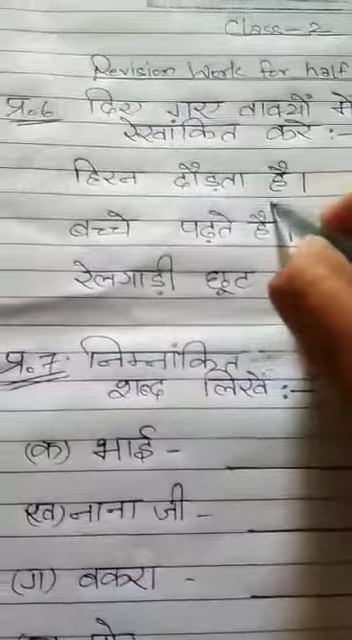 Class-2
Revision Work for half
प्र.6 दिए गए वाक्यों में
रेखांकित करें :-
हिरन दौड़ता है।
बच्चे पढ़ते हैं।
रेलगाड़ी छूट
प्र.7. निम्नांकित
शब्द लिखें :-
(क) भाई -
(ख) नाना जी -
(ग) बकरा -